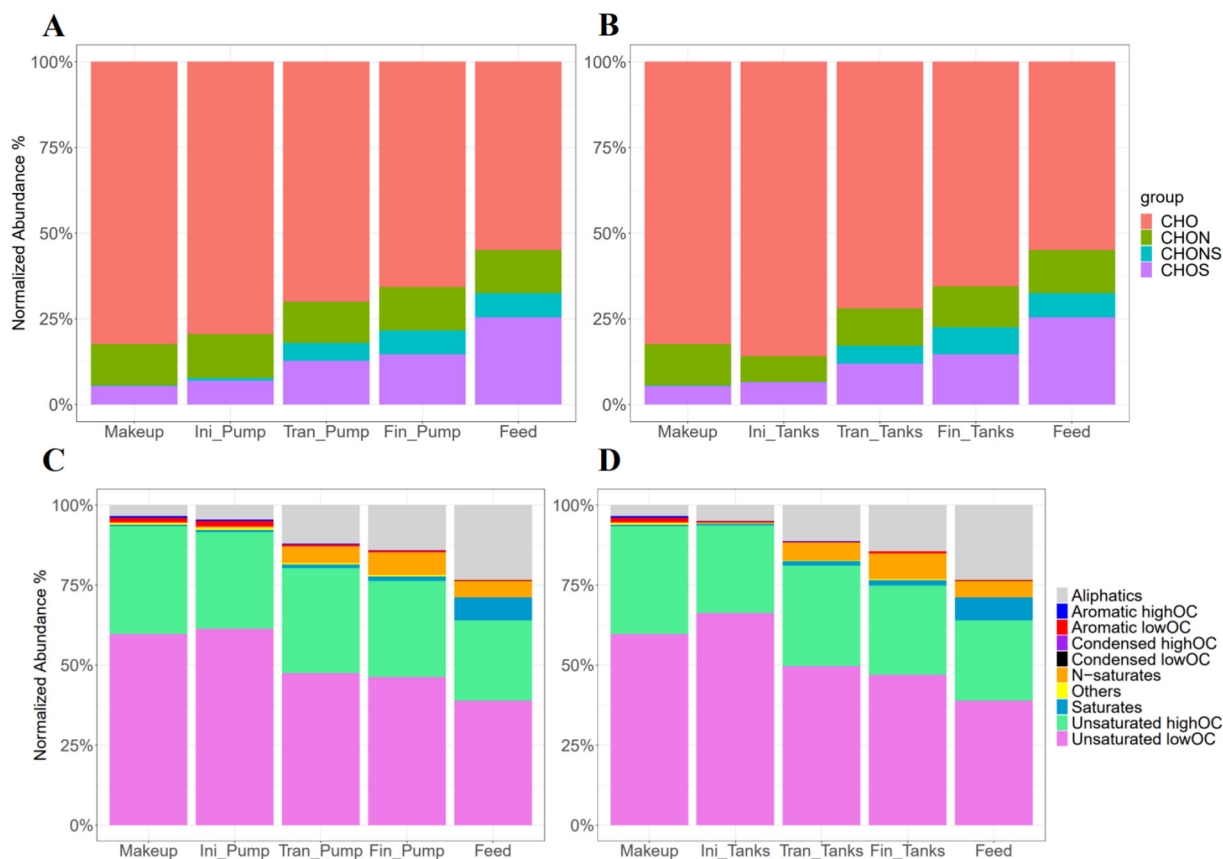 A
B
Normalized Abundance %
100%
75%
50%
25%
0%
Makeup Ini_Pump Tran_Pump Fin_Pump Feed
100%
75%
50%
25%
0%
Makeup Ini_Tanks Tran_Tanks Fin_Tanks Feed
group
CHO
CHON
CHONS
CHOS
C
D
Normalized Abundance %
100%
75%
50%
25%
0%
Makeup Ini_Pump Tran_Pump Fin_Pump Feed
100%
75%
50%
25%
0%
Makeup Ini_Tanks Tran_Tanks Fin_Tanks Feed
Aliphatics
Aromatic highOC
Aromatic lowOC
Condensed highOC
Condensed lowOC
N−saturates
Others
Saturates
Unsaturated highOC
Unsaturated lowOC